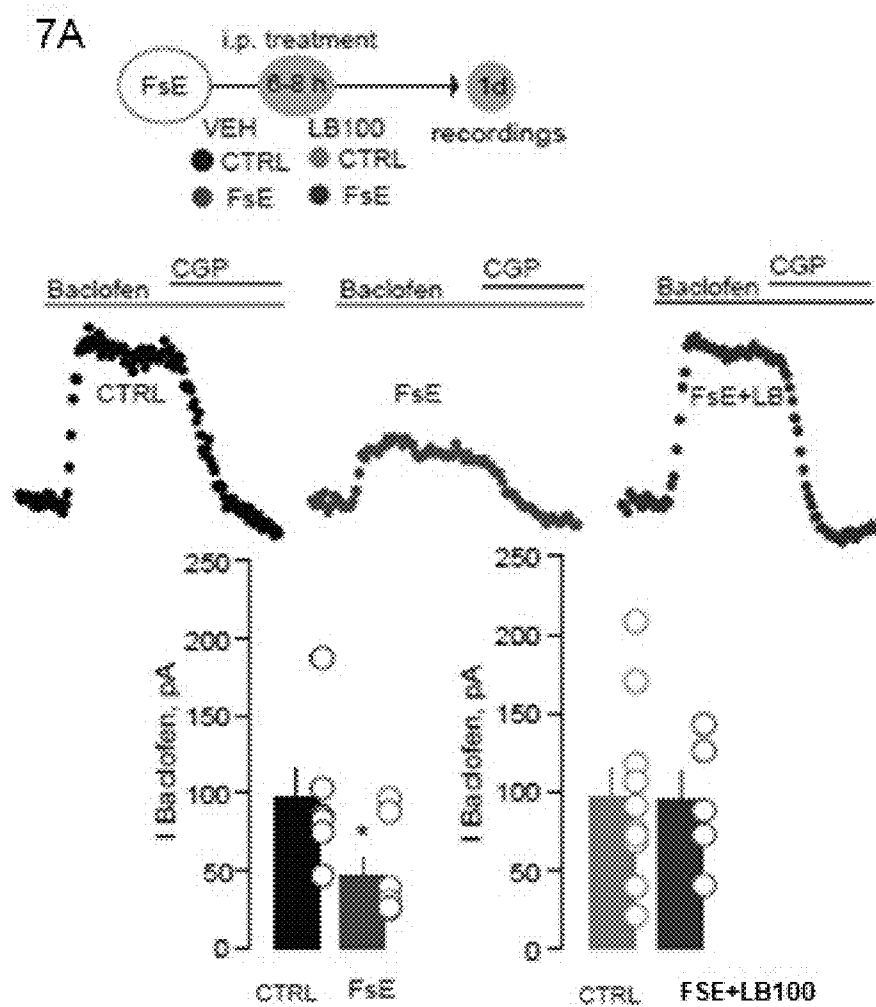 7A
i.p. treatment
FsE 6-8 h 1d
VEH LB100 recordings
CTRL CTRL
FsE FsE
CGP CGP CGP
Baclofen Baclofen Baclofen
CTRL FsE FsE+LB
250 250
200 200
150 150
100 100
50 50
0 0
I Baclofen, pA I Baclofen, pA
*
CTRL FsE CTRL FSE+LB100